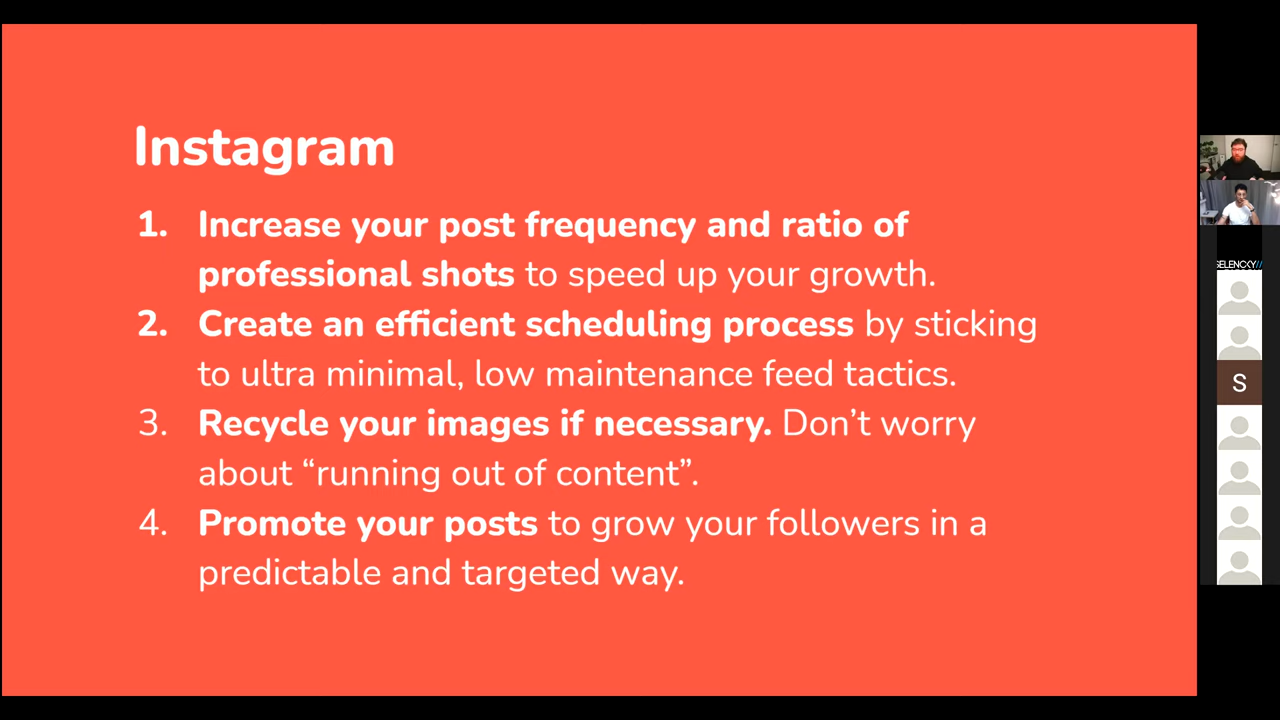 Instagram
1. Increase your post frequency and ratio of
professional shots to speed up your growth.
2. Create an efficient scheduling process by sticking
to ultra minimal, low maintenance feed tactics.
3. Recycle your images if necessary. Don’t worry
about “running out of content”.
4. Promote your posts to grow your followers in a
predictable and targeted way.
SELENCKY//
S